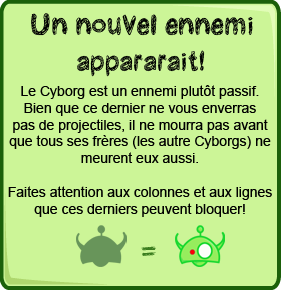 Un nouvel ennemi
appararait!
Le Cyborg est un ennemi plutôt passif.
Bien que ce dernier ne vous enverras
pas de projectiles, il ne mourra pas avant
que tous ses frères (les autre Cyborgs) ne
meurent eux aussi.
Faites attention aux colonnes et aux lignes
que ces derniers peuvent bloquer!
=